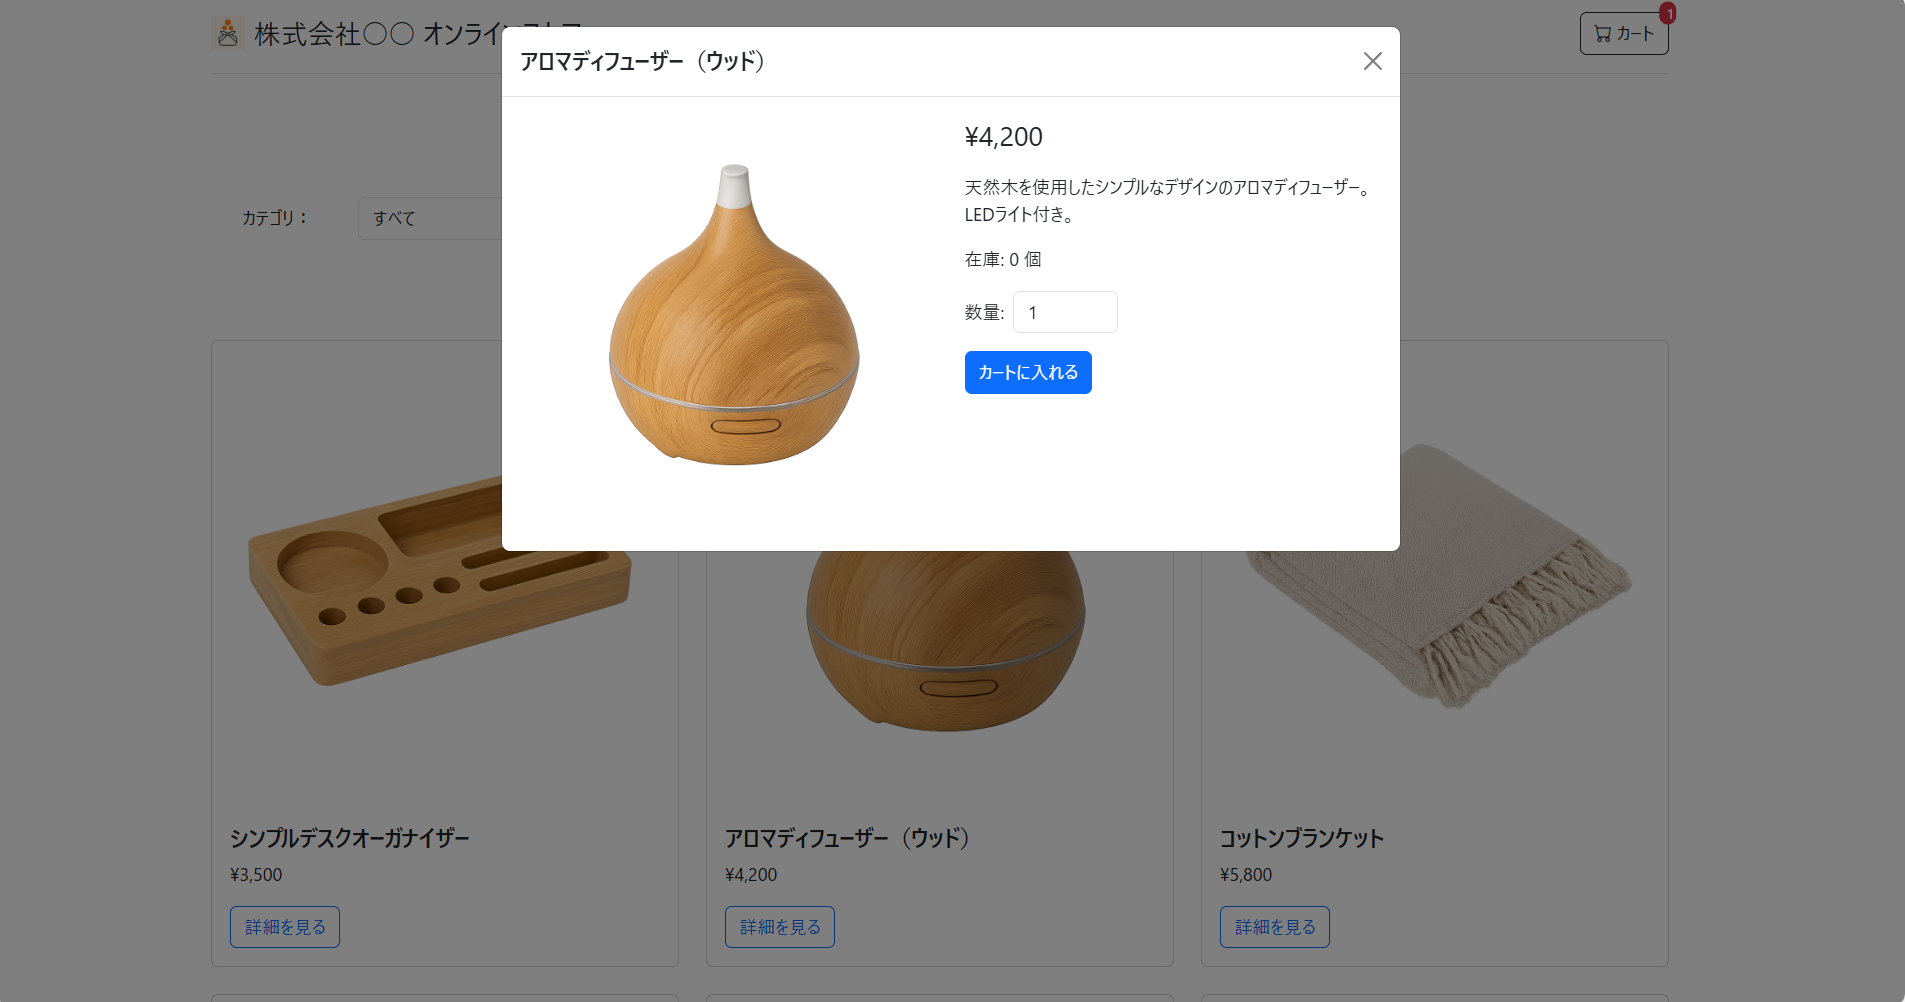 株式会社〇〇 オンライン
カート
1
アロマディフューザー（ウッド）
¥4,200
天然木を使用したシンプルなデザインのアロマディフューザー。
LEDライト付き。
在庫: 0 個
数量: 1
カートに入れる
カテゴリ：
すべて
シンプルデスクオーガナイザー
¥3,500
詳細を見る
アロマディフューザー（ウッド）
¥4,200
詳細を見る
コットンブランケット
¥5,800
詳細を見る